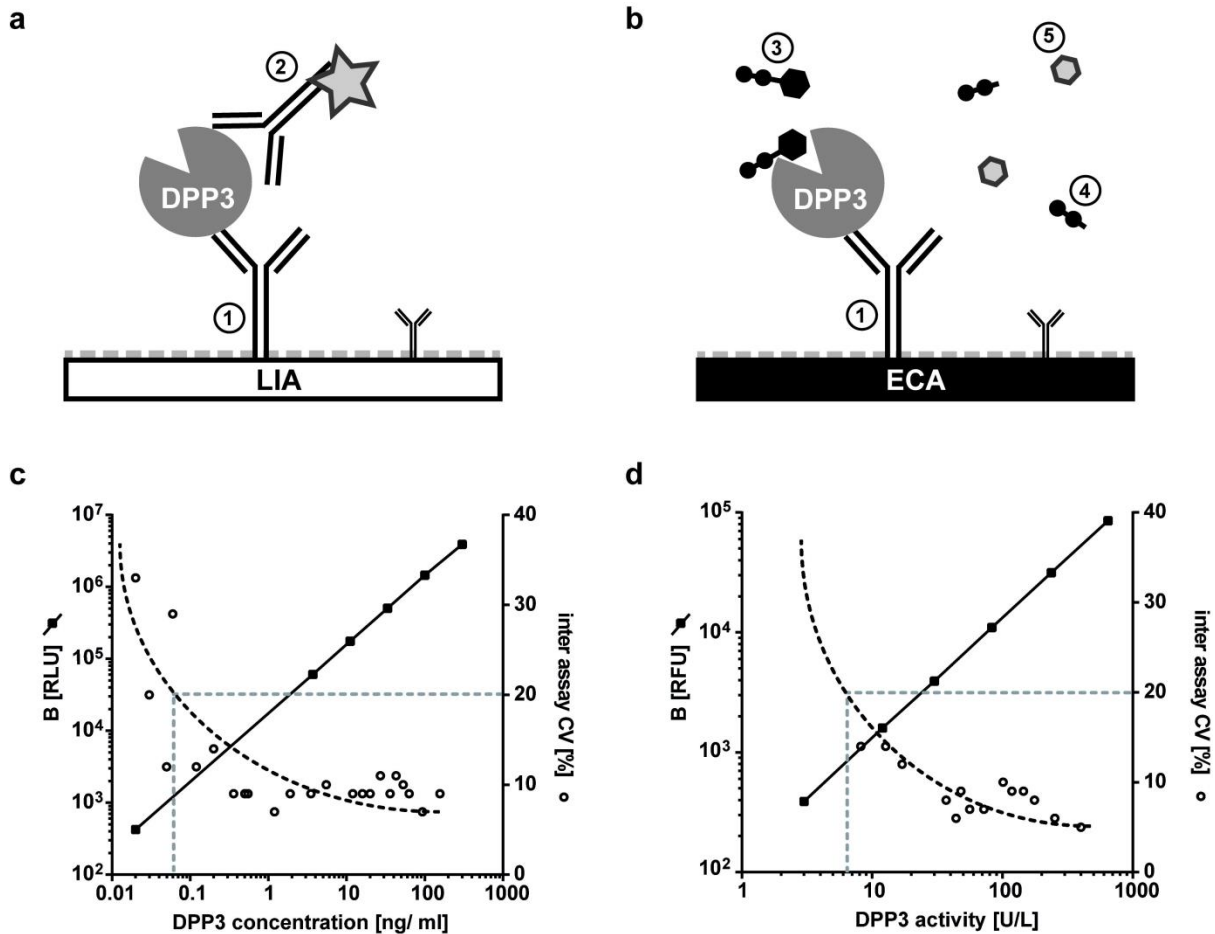 a
2
DPP3
1
LIA
b
3
5
DPP3
4
1
ECA
c
B [RLU]
10⁷
10⁶
10⁵
10⁴
10³
10²
0.01 0.1 1 10 100 1000
DPP3 concentration [ng/ ml]
40
30
20
10
0
inter assay CV [%]
d
B [RFU]
10⁵
10⁴
10³
10²
1 10 100 1000
DPP3 activity [U/L]
40
30
20
10
0
inter assay CV [%]